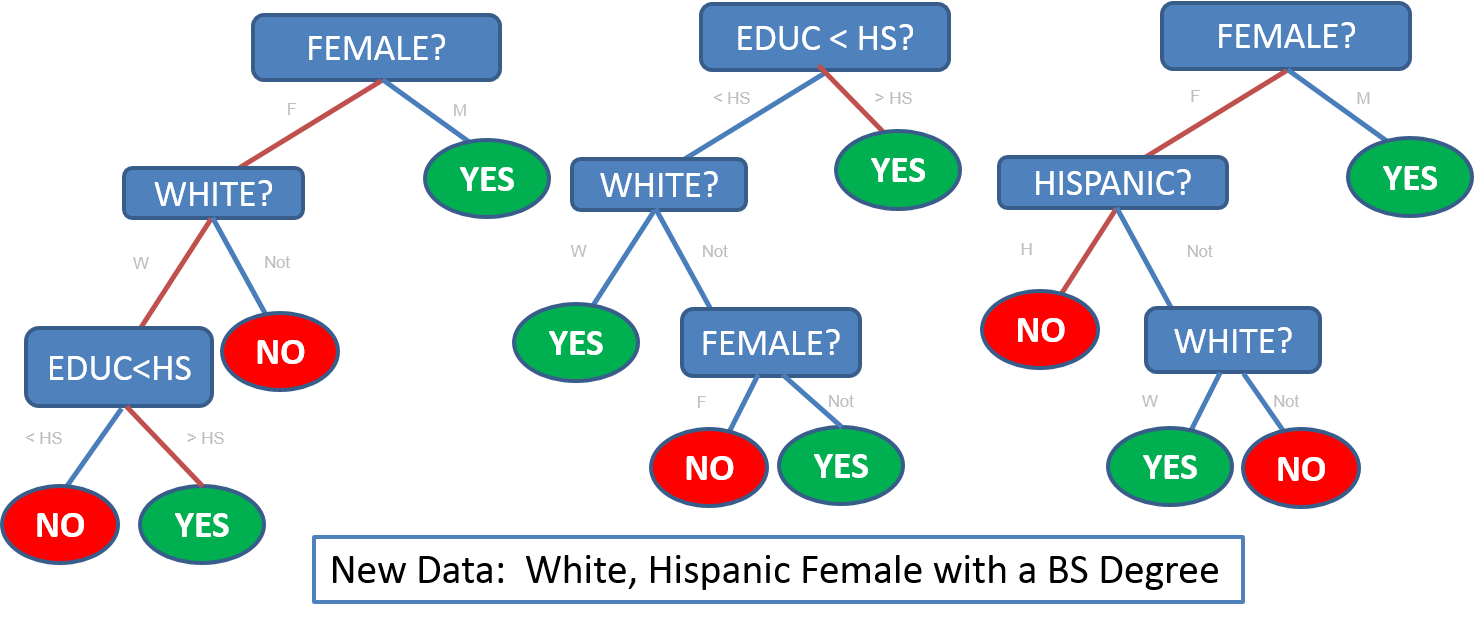 FEMALE?
F
M
WHITE?
YES
W
Not
EDUC<HS
NO
< HS
> HS
NO
YES
EDUC < HS?
< HS
> HS
WHITE?
YES
W
Not
YES
FEMALE?
F
Not
NO
YES
FEMALE?
F
M
HISPANIC?
YES
H
Not
NO
WHITE?
W
Not
YES
NO
New Data: White, Hispanic Female with a BS Degree